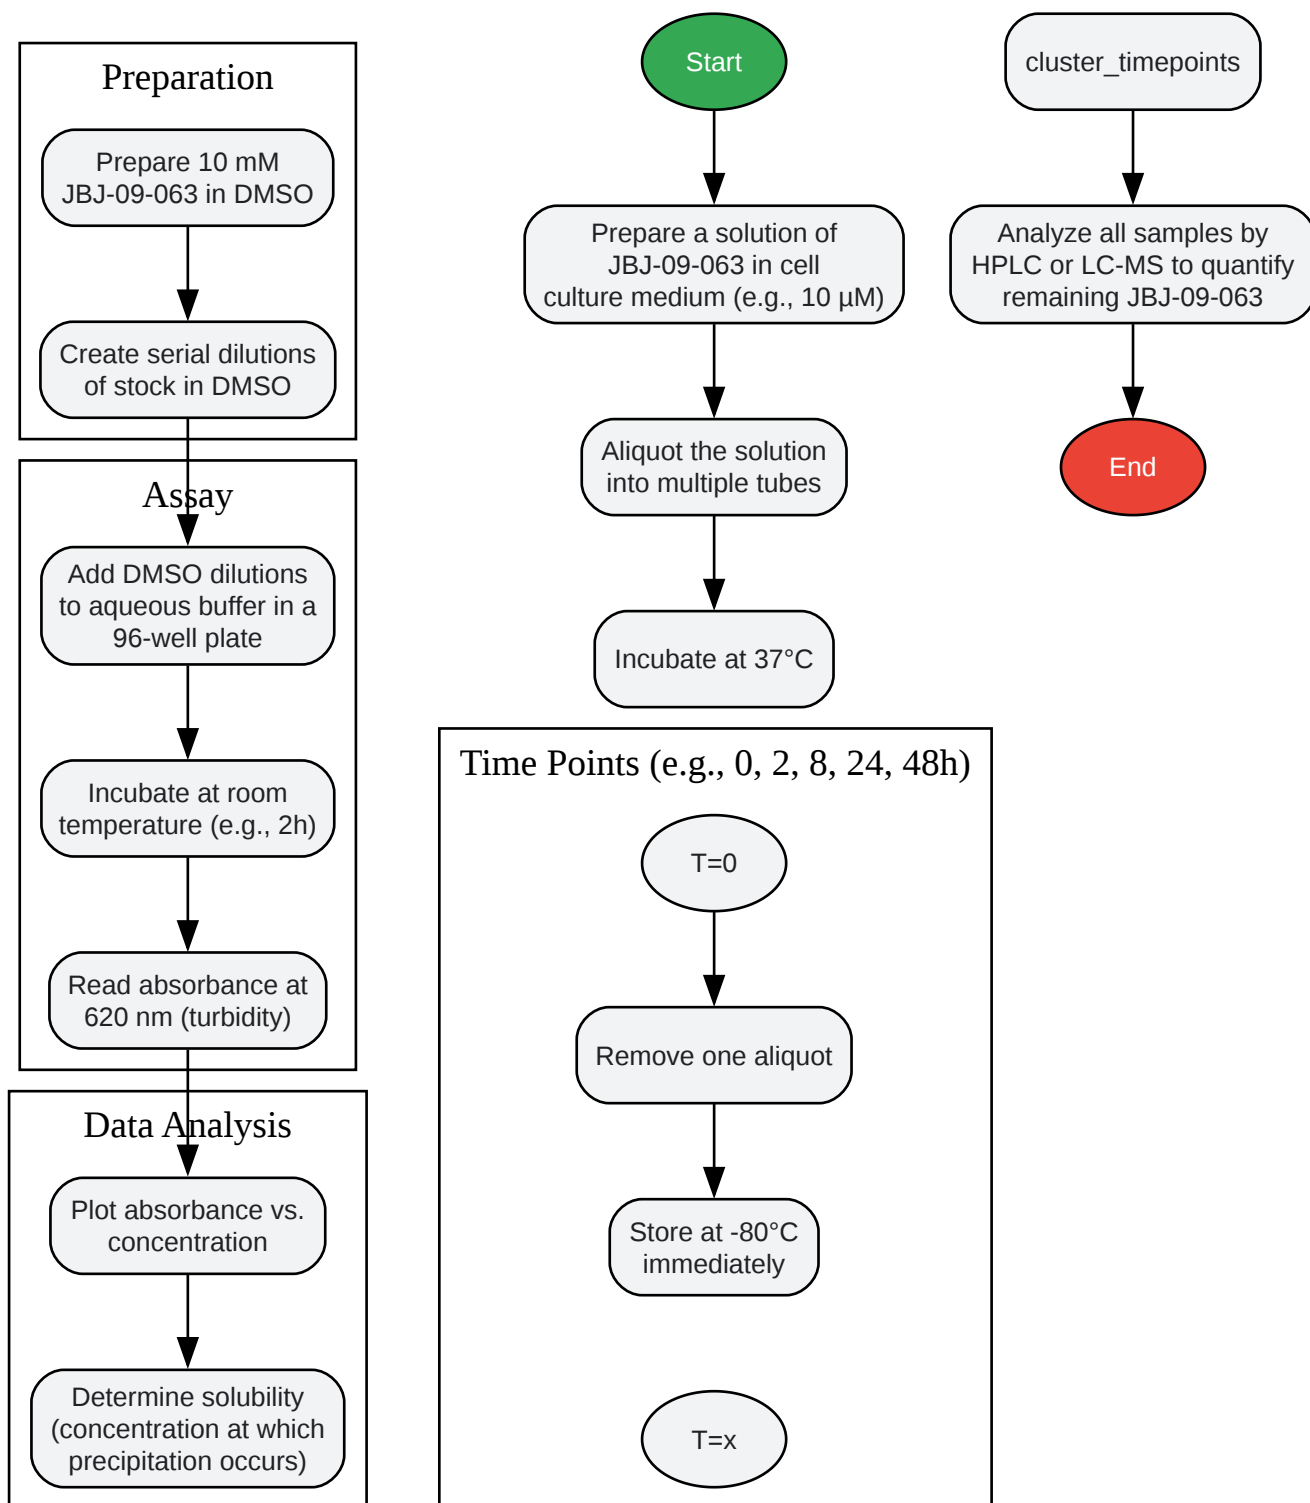 Preparation
Prepare 10 mM
JBJ-09-063 in DMSO
Create serial dilutions
of stock in DMSO
Assay
Add DMSO dilutions
to aqueous buffer in a
96-well plate
Incubate at room
temperature (e.g., 2h)
Read absorbance at
620 nm (turbidity)
Data Analysis
Plot absorbance vs.
concentration
Determine solubility
(concentration at which
precipitation occurs)
Start
Prepare a solution of
JBJ-09-063 in cell
culture medium (e.g., 10 µM)
Aliquot the solution
into multiple tubes
Incubate at 37°C
Time Points (e.g., 0, 2, 8, 24, 48h)
T=0
Remove one aliquot
Store at -80°C
immediately
T=x
cluster_timepoints
Analyze all samples by
HPLC or LC-MS to quantify
remaining JBJ-09-063
End